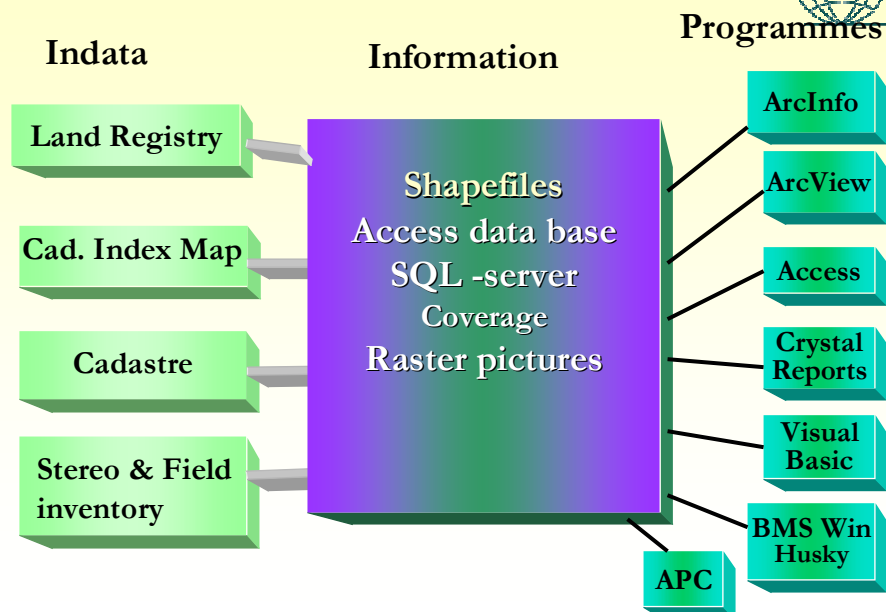 Indata
Information
Programmes
Land Registry
Cad. Index Map
Cadastre
Stereo & Field
inventory
Shapefiles
Access data base
SQL -server
Coverage
Raster pictures
ArcInfo
ArcView
Access
Crystal
Reports
Visual
Basic
BMS Win
Husky
APC